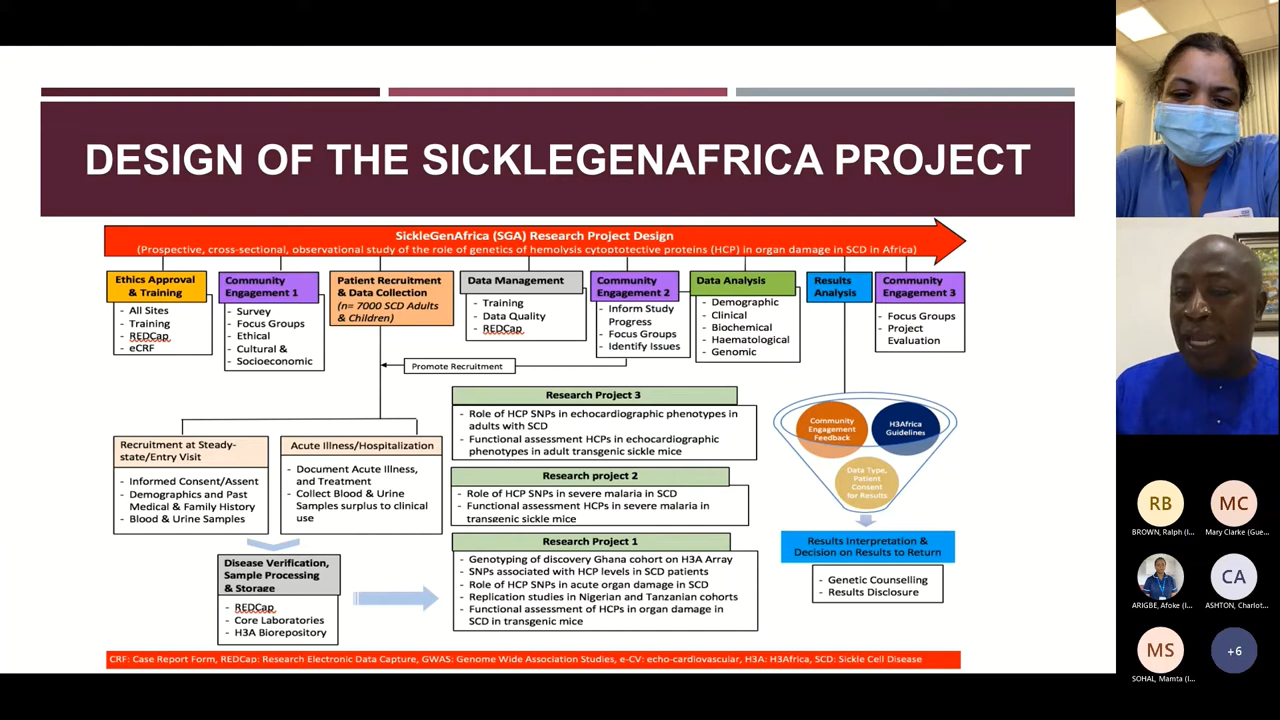 DESIGN OF THE SICKLEGENAFRICA PROJECT
SickleGenAfrica (SGA) Research Project Design
(Prospective, cross-sectional, observational study of the role of genetics of hemolysis cytoptotective proteins (HCP) in organ damage in SCD in Africa)
Ethics Approval
& Training
- All Sites
- Training
- REDCap
- eCRF
Community
Engagement 1
- Survey
- Focus Groups
- Ethical
- Cultural &
- Socioeconomic
Patient Recruitment
& Data Collection
(n= 7000 SCD Adults
& Children)
Data Management
- Training
- Data Quality
- REDCap
Community
Engagement 2
- Inform Study
Progress
- Focus Groups
- Identify Issues
Data Analysis
- Demographic
- Clinical
- Biochemical
- Haematological
- Genomic
Results
Analysis
Community
Engagement 3
- Focus Groups
- Project
Evaluation
Promote Recruitment
Recruitment at Steady-
state/Entry Visit
- Informed Consent/Assent
- Demographics and Past
Medical & Family History
- Blood & Urine Samples
Acute Illness/Hospitalization
- Document Acute Illness,
and Treatment
- Collect Blood & Urine
Samples surplus to clinical
use
Disease Verification,
Sample Processing
& Storage
- REDCap
- Core Laboratories
- H3A Biorepository
Research Project 3
- Role of HCP SNPs in echocardiographic phenotypes in
adults with SCD
- Functional assessment HCPs in echocardiographic
phenotypes in adult transgenic sickle mice
Research project 2
- Role of HCP SNPs in severe malaria in SCD
- Functional assessment HCPs in severe malaria in
transgenic sickle mice
Research Project 1
- Genotyping of discovery Ghana cohort on H3A Array
- SNPs associated with HCP levels in SCD patients
- Role of HCP SNPs in acute organ damage in SCD
- Replication studies in Nigerian and Tanzanian cohorts
- Functional assessment of HCPs in organ damage in
SCD in transgenic mice
Community
Engagement
Feedback
H3Africa
Guidelines
Data Type,
Patient
Consent
for Results
Results Interpretation &
Decision on Results to Return
- Genetic Counselling
- Results Disclosure
CRF: Case Report Form, REDCap: Research Electronic Data Capture, GWAS: Genome Wide Association Studies, e-CV: echo-cardiovascular, H3A: H3Africa, SCD: Sickle Cell Disease
RB
BROWN, Ralph (I...
MC
Mary Clarke (Gue...
ARIGBE, Afoke (I...
CA
ASHTON, Charlot...
MS
SOHAL, Mamta (I...
+6